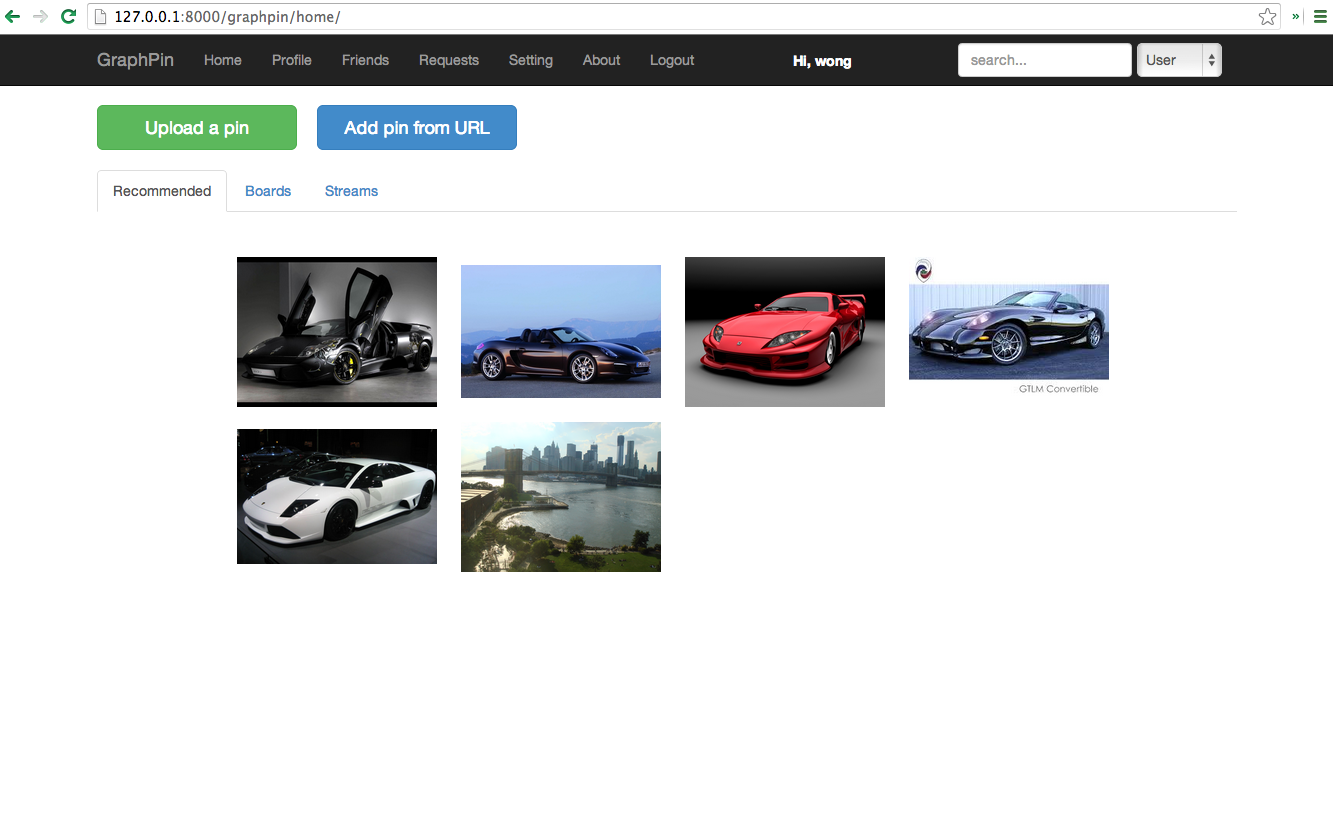 127.0.0.1:8000/graphpin/home/
GraphPin Home Profile Friends Requests Setting About Logout Hi, wong search... User
Upload a pin Add pin from URL
Recommended Boards Streams
GTLM Convertible